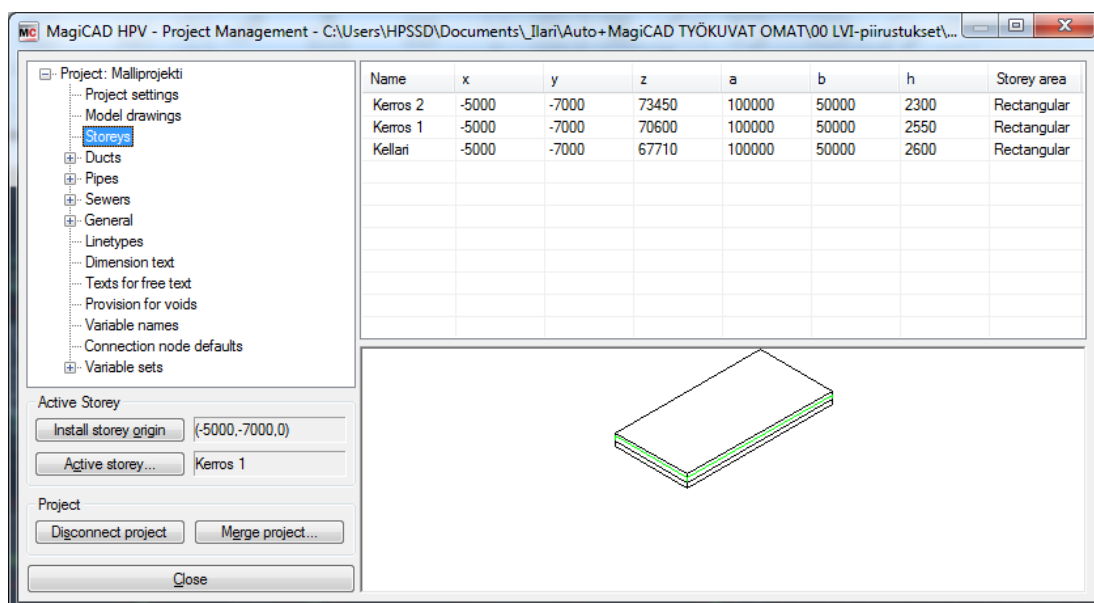 MC MagiCAD HPV - Project Management - C:\Users\HPSSD\Documents\_Ilari\Auto+MagiCAD TYÖKUVAT OMAT\00 LVI-piirustukset\...
Project: Malliprojekti
Project settings
Model drawings
Storeys
Ducts
Pipes
Sewers
General
Linetypes
Dimension text
Texts for free text
Provision for voids
Variable names
Connection node defaults
Variable sets
Name x y z a b h Storey area
Kerros 2 -5000 -7000 73450 100000 50000 2300 Rectangular
Kerros 1 -5000 -7000 70600 100000 50000 2550 Rectangular
Kellari -5000 -7000 67710 100000 50000 2600 Rectangular
Active Storey
Install storey origin (-5000,-7000,0)
Active storey... Kerros 1
Project
Disconnect project Merge project...
Close